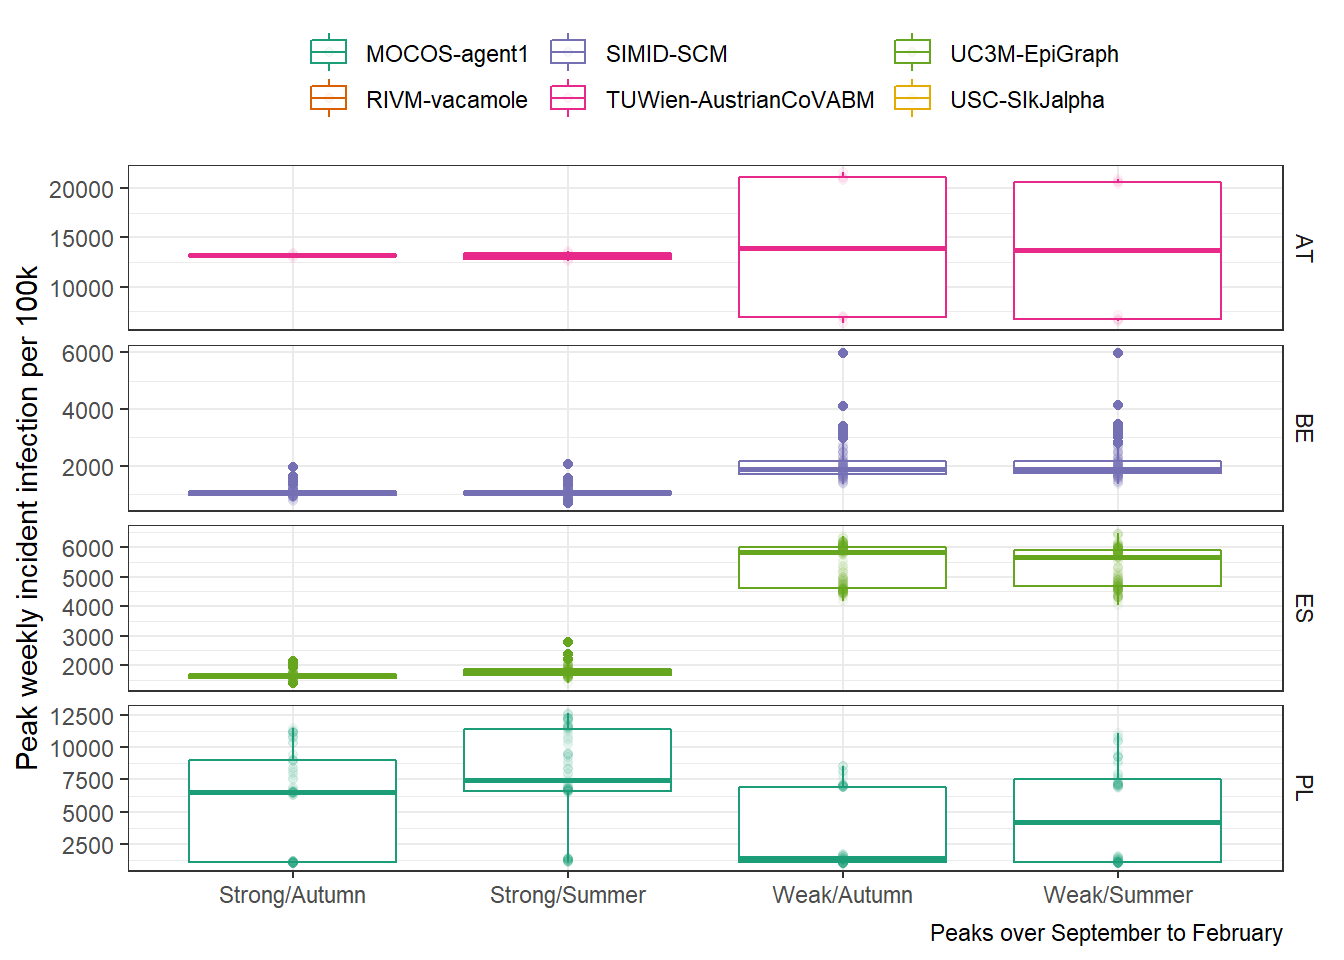 MOCOS-agent1 SIMID-SCM UC3M-EpiGraph
RIVM-vacamole TUWien-AustrianCoVABM USC-SIkJalpha
Peak weekly incident infection per 100k
20000
15000
10000
AT
6000
4000
2000
BE
6000
5000
4000
3000
2000
ES
12500
10000
7500
5000
2500
PL
Strong/Autumn Strong/Summer Weak/Autumn Weak/Summer
Peaks over September to February